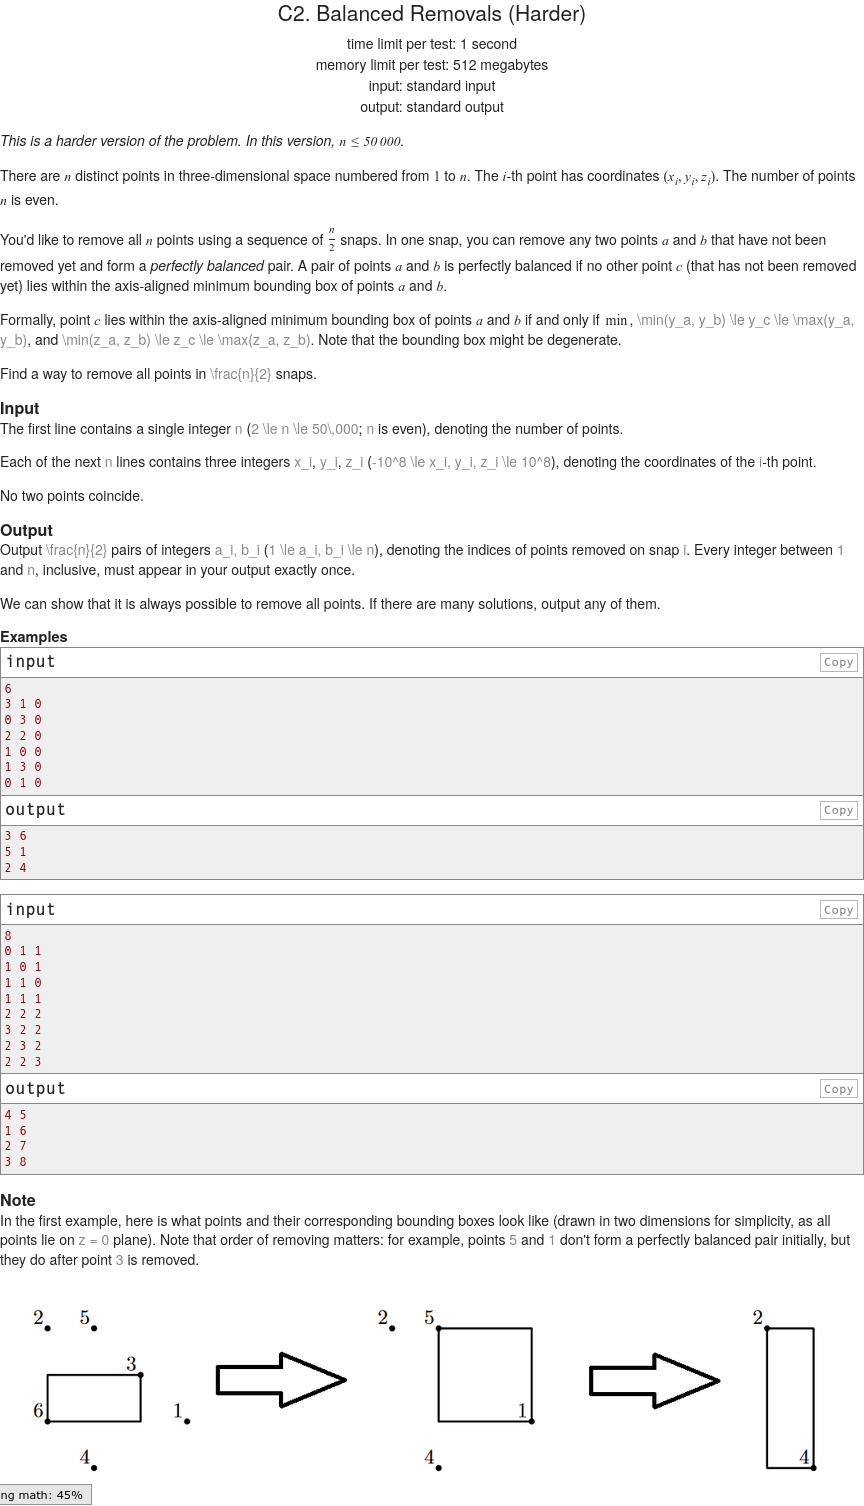 C2. Balanced Removals (Harder)
time limit per test: 1 second
memory limit per test: 512 megabytes
input: standard input
output: standard output
This is a harder version of the problem. In this version, n ≤ 50 000.
There are n distinct points in three-dimensional space numbered from 1 to n. The i-th point has coordinates (x_i, y_i, z_i). The number of points
n is even.
You'd like to remove all n points using a sequence of n/2 snaps. In one snap, you can remove any two points a and b that have not been
removed yet and form a perfectly balanced pair. A pair of points a and b is perfectly balanced if no other point c (that has not been removed
yet) lies within the axis-aligned minimum bounding box of points a and b.
Formally, point c lies within the axis-aligned minimum bounding box of points a and b if and only if min, \min(y_a, y_b) \le y_c \le \max(y_a,
y_b), and \min(z_a, z_b) \le z_c \le \max(z_a, z_b). Note that the bounding box might be degenerate.
Find a way to remove all points in \frac{n}{2} snaps.
Input
The first line contains a single integer n (2 \le n \le 50\,000; n is even), denoting the number of points.
Each of the next n lines contains three integers x_i, y_i, z_i (-10^8 \le x_i, y_i, z_i \le 10^8), denoting the coordinates of the i-th point.
No two points coincide.
Output
Output \frac{n}{2} pairs of integers a_i, b_i (1 \le a_i, b_i \le n), denoting the indices of points removed on snap i. Every integer between 1
and n, inclusive, must appear in your output exactly once.
We can show that it is always possible to remove all points. If there are many solutions, output any of them.
Examples
input Copy
6
3 1 0
0 3 0
2 2 0
1 0 0
1 3 0
0 1 0
output Copy
3 6
5 1
2 4
input Copy
8
0 1 1
1 0 1
1 1 0
1 1 1
2 2 2
3 2 2
2 3 2
2 2 3
output Copy
4 5
1 6
2 7
3 8
Note
In the first example, here is what points and their corresponding bounding boxes look like (drawn in two dimensions for simplicity, as all
points lie on z = 0 plane). Note that order of removing matters: for example, points 5 and 1 don't form a perfectly balanced pair initially, but
they do after point 3 is removed.
2 5 2 5 2
3
6 1 1
4 4 4
ng math: 45%